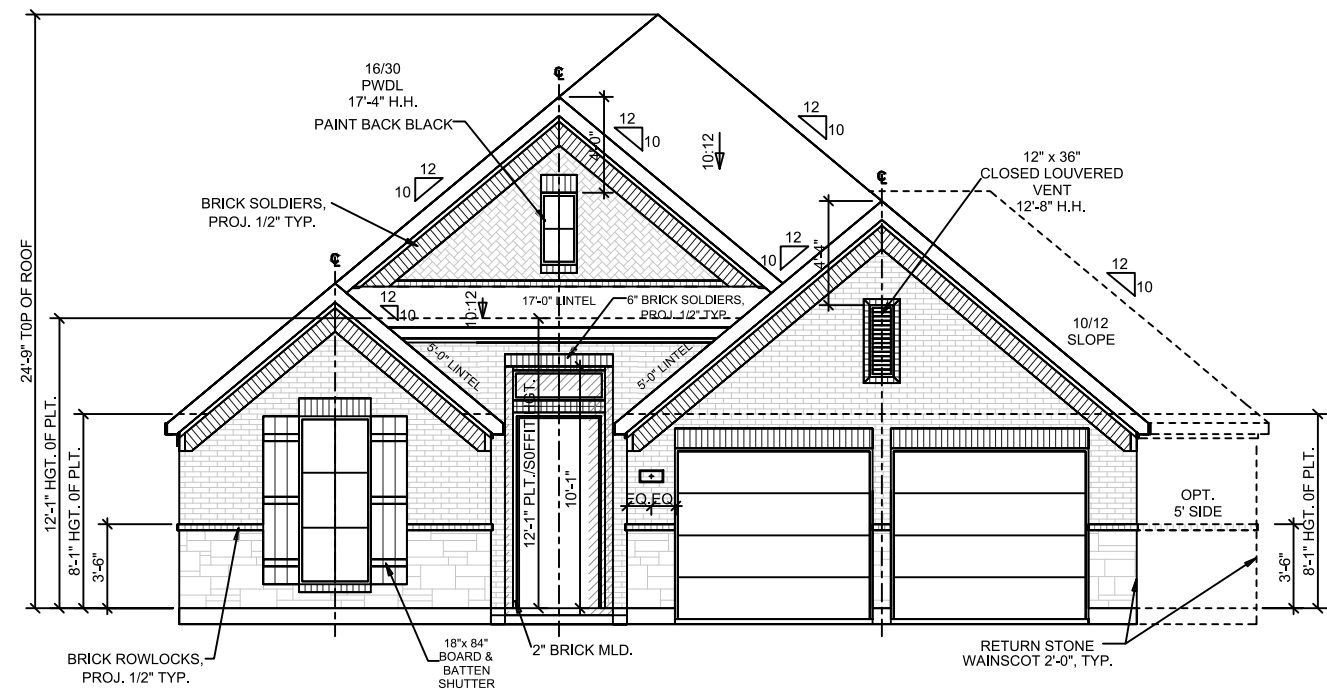 16/30
PWDL
17'-4" H.H.
PAINT BACK BLACK
BRICK SOLDIERS,
PROJ. 1/2" TYP.
℄
℄
℄
12
10
12
10
12
10
12
10
12
10
12
10
4'-0"
10:12
4'-4"
12" x 36"
CLOSED LOUVERED
VENT
12'-8" H.H.
10/12
SLOPE
24'-9" T0P OF ROOF
17'-0" LINTEL
10:12
6" BRICK SOLDIERS,
PROJ. 1/2" TYP.
5'-0" LINTEL
5'-0" LINTEL
12'-1" HGT. 0F PLT.
8'-1" HGT. 0F PLT.
3'-6"
12'-1" PLT./S0FFIT HGT.
10'-1"
EQ. EQ.
OPT.
5' SIDE
3'-6"
8'-1" HGT. 0F PLT.
BRICK ROWLOCKS,
PROJ. 1/2" TYP.
18"x 84"
BOARD &
BATTEN
SHUTTER
2" BRICK MLD.
RETURN STONE
WAINSCOT 2'-0", TYP.